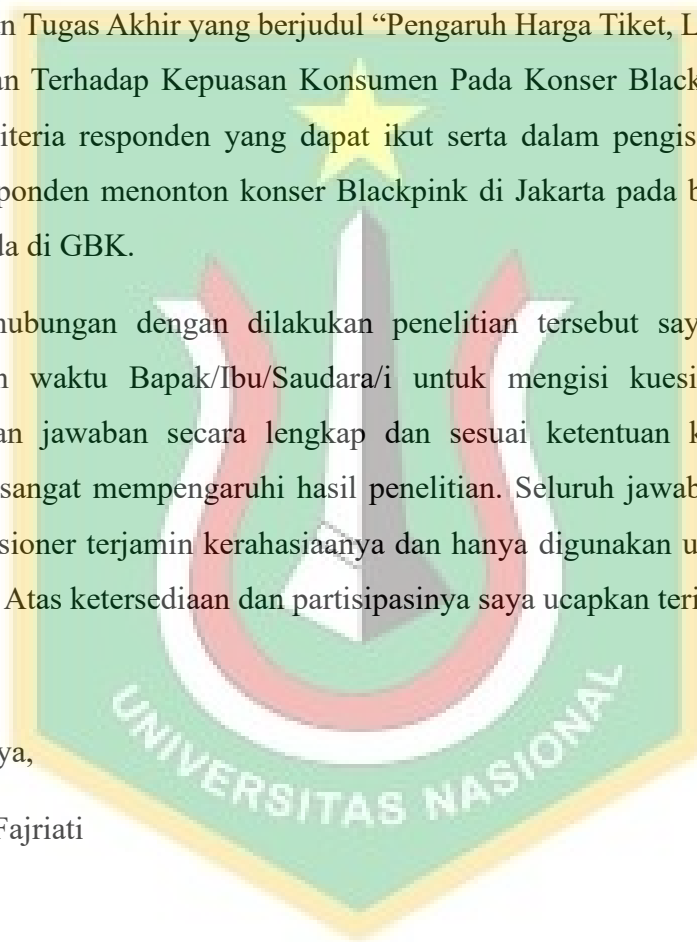 n Tugas Akhir yang berjudul “Pengaruh Harga Tiket, L
an Terhadap Kepuasan Konsumen Pada Konser Black
iteria responden yang dapat ikut serta dalam pengis
ponden menonton konser Blackpink di Jakarta pada b
da di GBK.
hubungan dengan dilakukan penelitian tersebut say
n waktu Bapak/Ibu/Saudara/i untuk mengisi kuesi
an jawaban secara lengkap dan sesuai ketentuan k
sangat mempengaruhi hasil penelitian. Seluruh jawab
sioner terjamin kerahasiaanya dan hanya digunakan u
Atas ketersediaan dan partisipasinya saya ucapkan teri
ya,
Fajriati
UNIVERSITAS NASIONAL